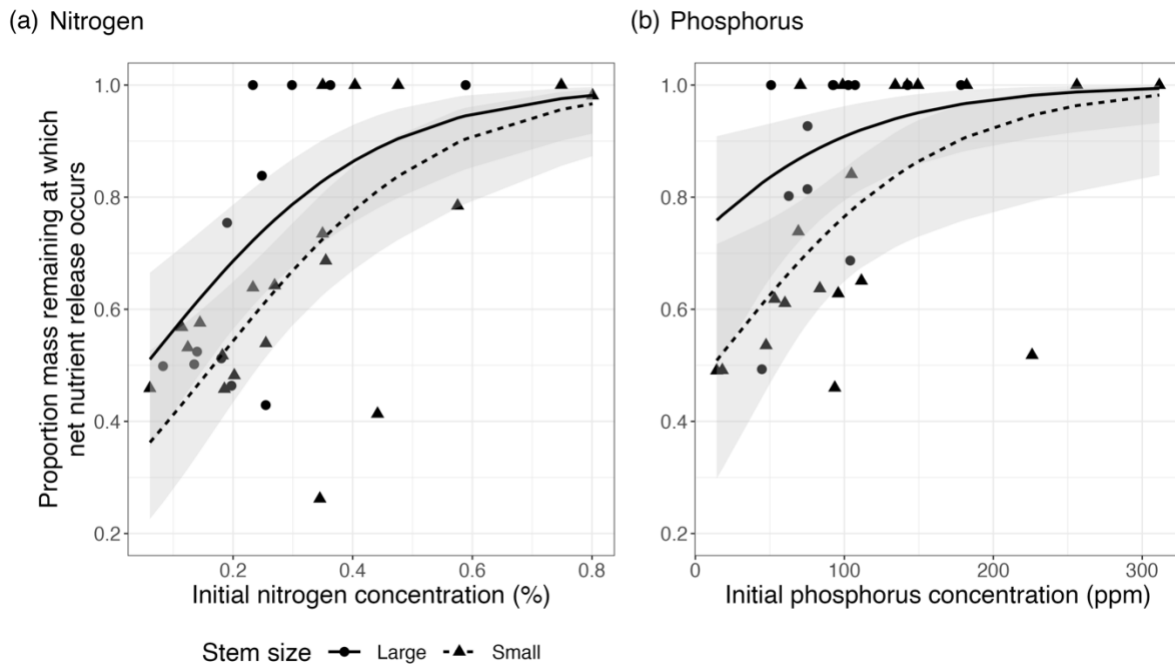 (a) Nitrogen
(b) Phosphorus
Proportion mass remaining at which
net nutrient release occurs
1.0
0.8
0.6
0.4
0.2
0.2 0.4 0.6 0.8
Initial nitrogen concentration (%)
1.0
0.8
0.6
0.4
0.2
0 100 200 300
Initial phosphorus concentration (ppm)
Stem size Large Small